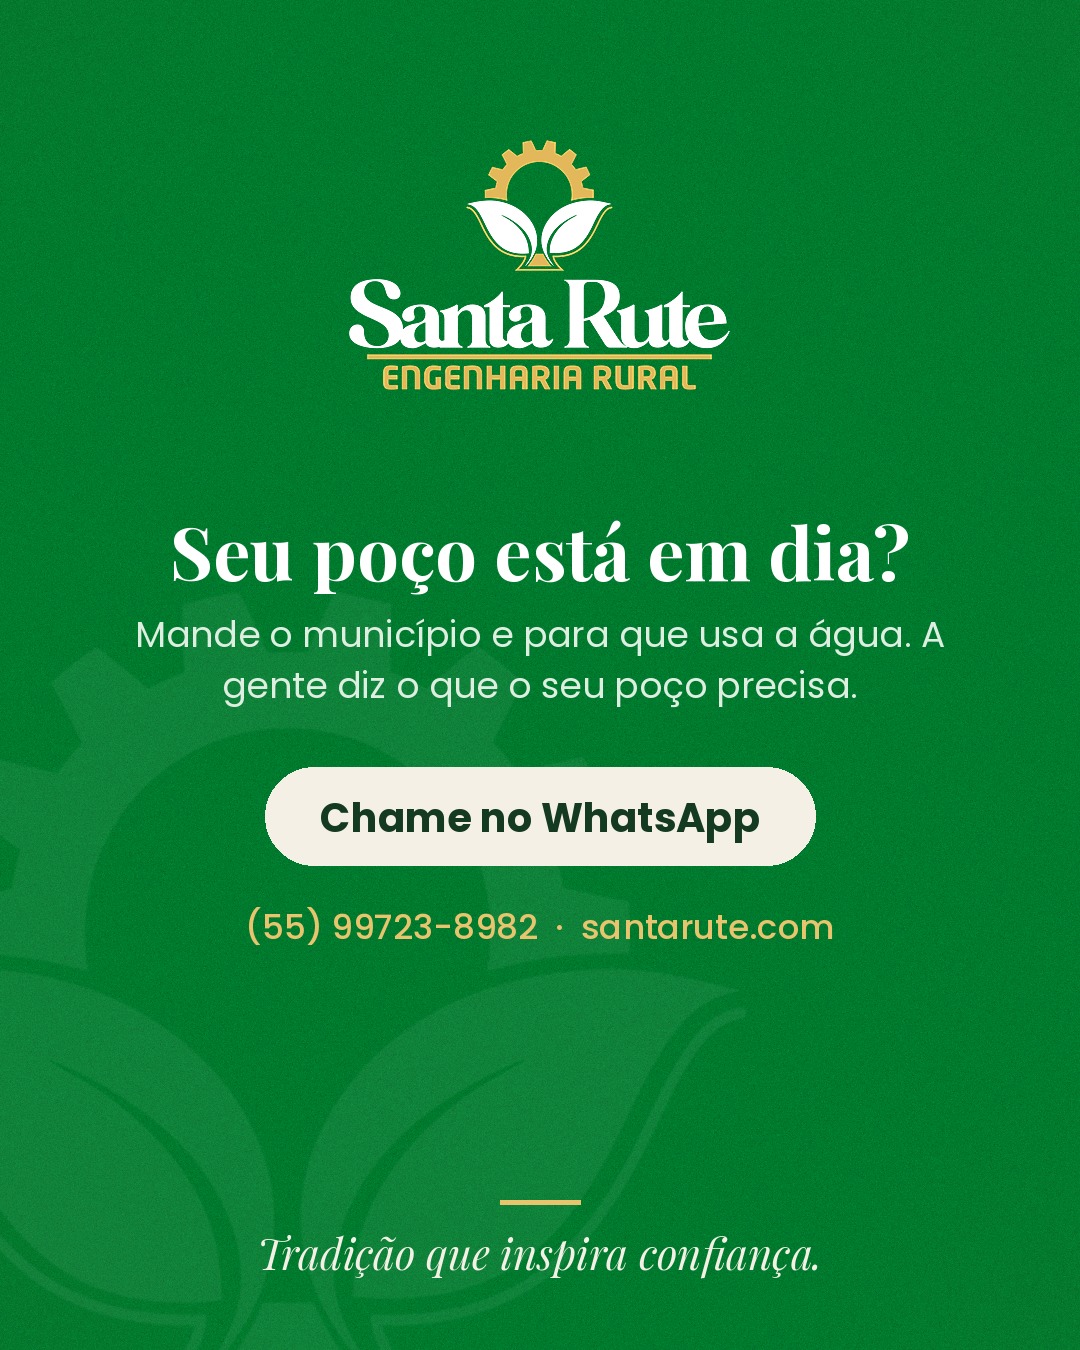 Santa Rute
ENGENHARIA RURAL
Seu poço está em dia?
Mande o município e para que usa a água. A
gente diz o que o seu poço precisa.
Chame no WhatsApp
(55) 99723-8982 · santarute.com
Tradição que inspira confiança.